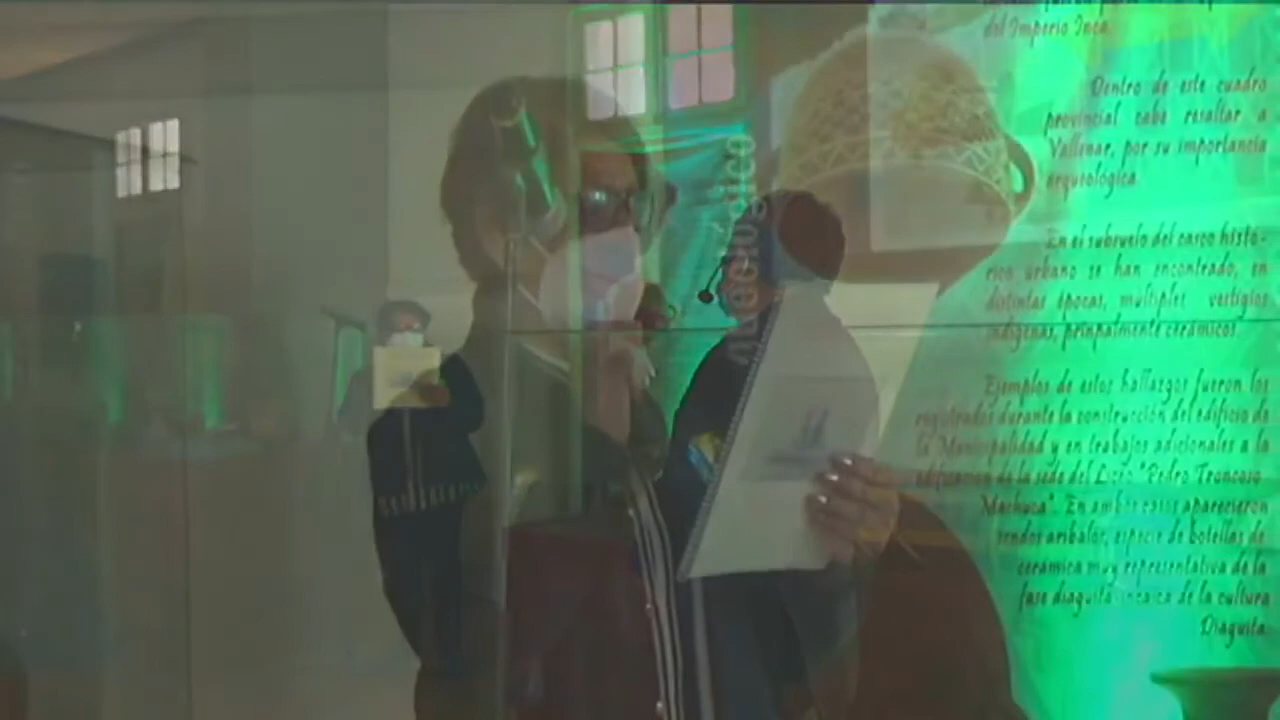 del Imperio Inca.
Dentro de este cuadro
provincial cabe resaltar a
Vallenar, por su importancia
arqueológica.
En el subsuelo del casco histó-
rico urbano se han encontrado, en
distintas épocas, multiples vestigios
indígenas, prinpalmente cerámicos.
Ejemplos de estos hallazgos fueron los
registrados durante la construcción del edificio de
la Municipalidad y en trabajos adicionales a la
edificación de la sede del Liceo "Pedro Troncoso
Machuca". En ambos casos aparecieron
sendos aribalos, especie de botellas de
cerámica muy representativa de la
fase diaguita-incaica de la cultura
Diaguita.